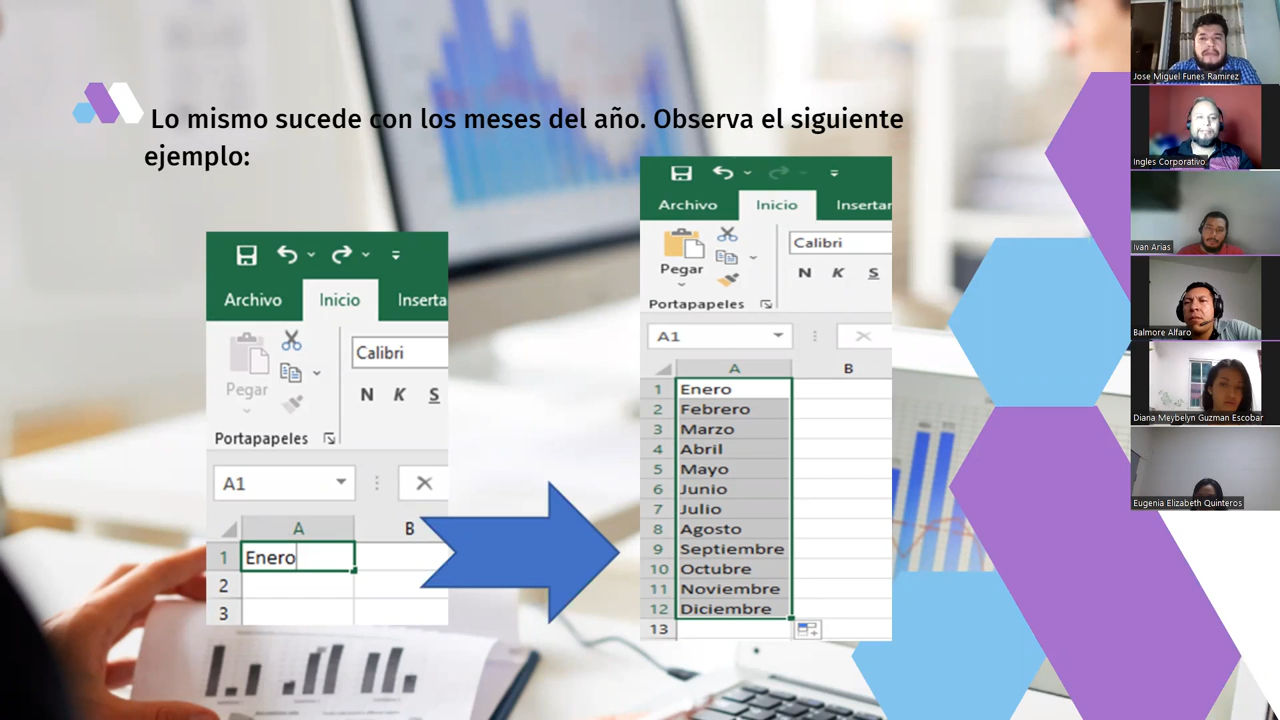 Lo mismo sucede con los meses del año. Observa el siguiente
ejemplo:
Archivo Inicio Inserta
Pegar
Calibri
N K S
Portapapeles
A1
A B
1 Enero
2
3
Archivo Inicio Insertar
Pegar
Calibri
N K S
Portapapeles
A1
A B
1 Enero
2 Febrero
3 Marzo
4 Abril
5 Mayo
6 Junio
7 Julio
8 Agosto
9 Septiembre
10 Octubre
11 Noviembre
12 Diciembre
13
Jose Miguel Funes Ramirez
Ingles Corporativo
Ivan Arias
Balmore Alfaro
Diana Meybelyn Guzman Escobar
Eugenia Elizabeth Quinteros